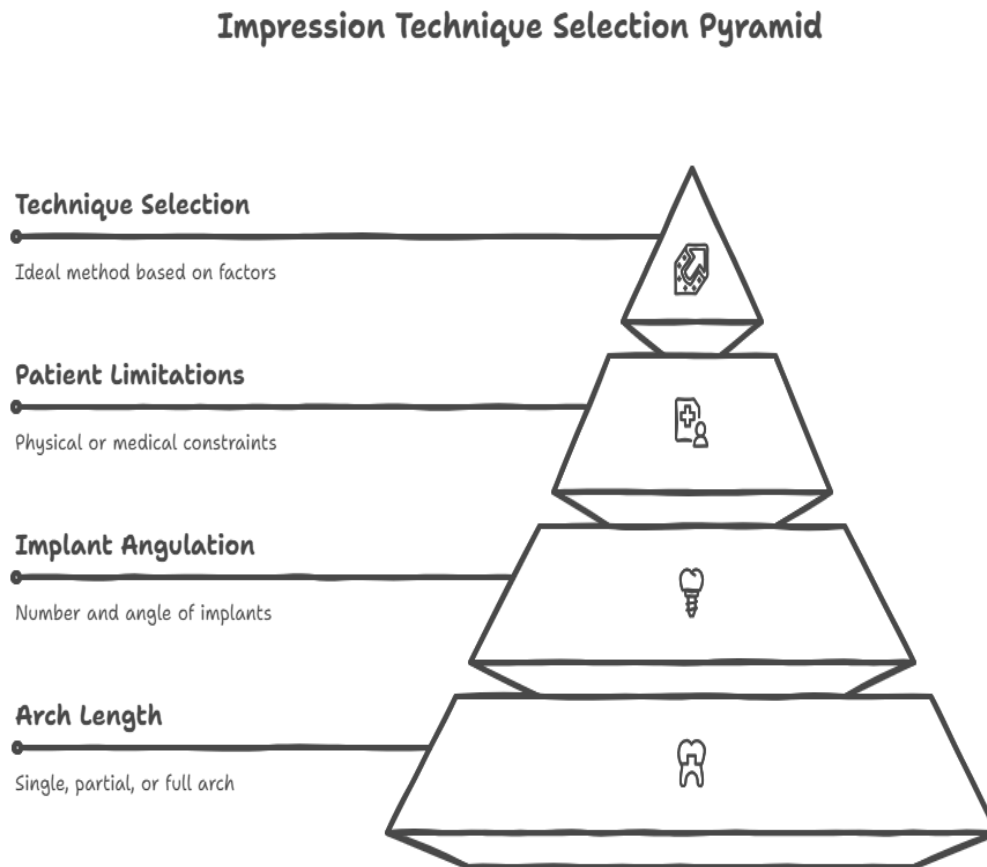 Impression Technique Selection Pyramid
Technique Selection
Ideal method based on factors
Patient Limitations
Physical or medical constraints
Implant Angulation
Number and angle of implants
Arch Length
Single, partial, or full arch